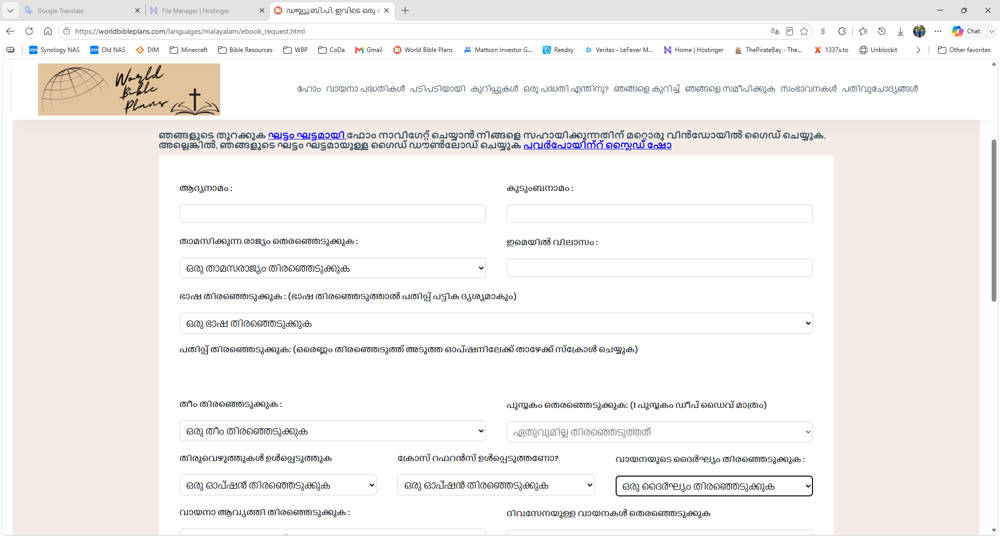 Google Translate
File Manager | Hostinger
ഡബ്ല്യു.ബി.പി. ഇവിടെ ഒരു
https://worldbibleplans.com/languages/malayalam/ebook_request.html
Chat
Synology NAS
Old NAS
DIM
Minecraft
Bible Resources
WBP
CoDa
Gmail
World Bible Plans
Mattson Investor G...
Reedsy
Veritas - LeFever M...
Home | Hostinger
ThePirateBay - The...
1337x.to
Unblockit
Other favorites
World
Bible
Plans
ഹോം വായനാ പദ്ധതികൾ പടിപടിയായി കുറിപ്പുകൾ ഒരു പദ്ധതി എന്തിനു? ഞങ്ങളെ കുറിച്ച് ഞങ്ങളെ സമീപിക്കുക സംഭാവനകൾ പതിവുചോദ്യങ്ങൾ
ഞങ്ങളുടെ തുറക്കുക ഘട്ടം ഘട്ടമായി ഫോം നാവിഗേറ്റ് ചെയ്യാൻ നിങ്ങളെ സഹായിക്കുന്നതിന് മറ്റൊരു വിൻഡോയിൽ ഗൈഡ് ചെയ്യുക,
അല്ലെങ്കിൽ, ഞങ്ങളുടെ ഘട്ടം ഘട്ടമായുള്ള ഗൈഡ് ഡൗൺലോഡ് ചെയ്യുക പവർപോയിന്റ് സ്ലൈഡ് ഷോ
ആദ്യനാമം :
കുടുംബനാമം :
താമസിക്കുന്ന രാജ്യം തെരഞ്ഞെടുക്കുക :
ഇമെയിൽ വിലാസം :
ഒരു താമസരാജ്യം തിരഞ്ഞെടുക്കുക
ഭാഷ തിരഞ്ഞെടുക്കുക : (ഭാഷ തിരഞ്ഞെടുത്താൽ പതിപ്പ് പട്ടിക ദൃശ്യമാകും)
ഒരു ഭാഷ തിരഞ്ഞെടുക്കുക
പതിപ്പ് തിരഞ്ഞെടുക്കുക: (ഒരെണ്ണം തിരഞ്ഞെടുത്ത് അടുത്ത ഓപ്ഷനിലേക്ക് താഴേക്ക് സ്ക്രോൾ ചെയ്യുക)
തീം തിരഞ്ഞെടുക്കുക :
പുസ്തകം തെരഞ്ഞെടുക്കുക: (1 പുസ്തകം ഡീപ് ഡൈവ് മാത്രം)
ഒരു തീം തിരഞ്ഞെടുക്കുക
ഏതുവുമില്ല തിരഞ്ഞെടുത്തത്
തിരുവെഴുത്തുകൾ ഉൾപ്പെടുത്തുക
ക്രോസ് റഫറൻസ് ഉൾപ്പെടുത്തണോ?
വായനയുടെ ദൈർഘ്യം തിരഞ്ഞെടുക്കുക :
ഒരു ഓപ്ഷൻ തിരഞ്ഞെടുക്കുക
ഒരു ഓപ്ഷൻ തിരഞ്ഞെടുക്കുക
ഒരു ദൈർഘ്യം തിരഞ്ഞെടുക്കുക
വായനാ ആവൃത്തി തിരഞ്ഞെടുക്കുക :
ദിവസേനയുള്ള വായനകൾ തെരഞ്ഞെടുക്കുക